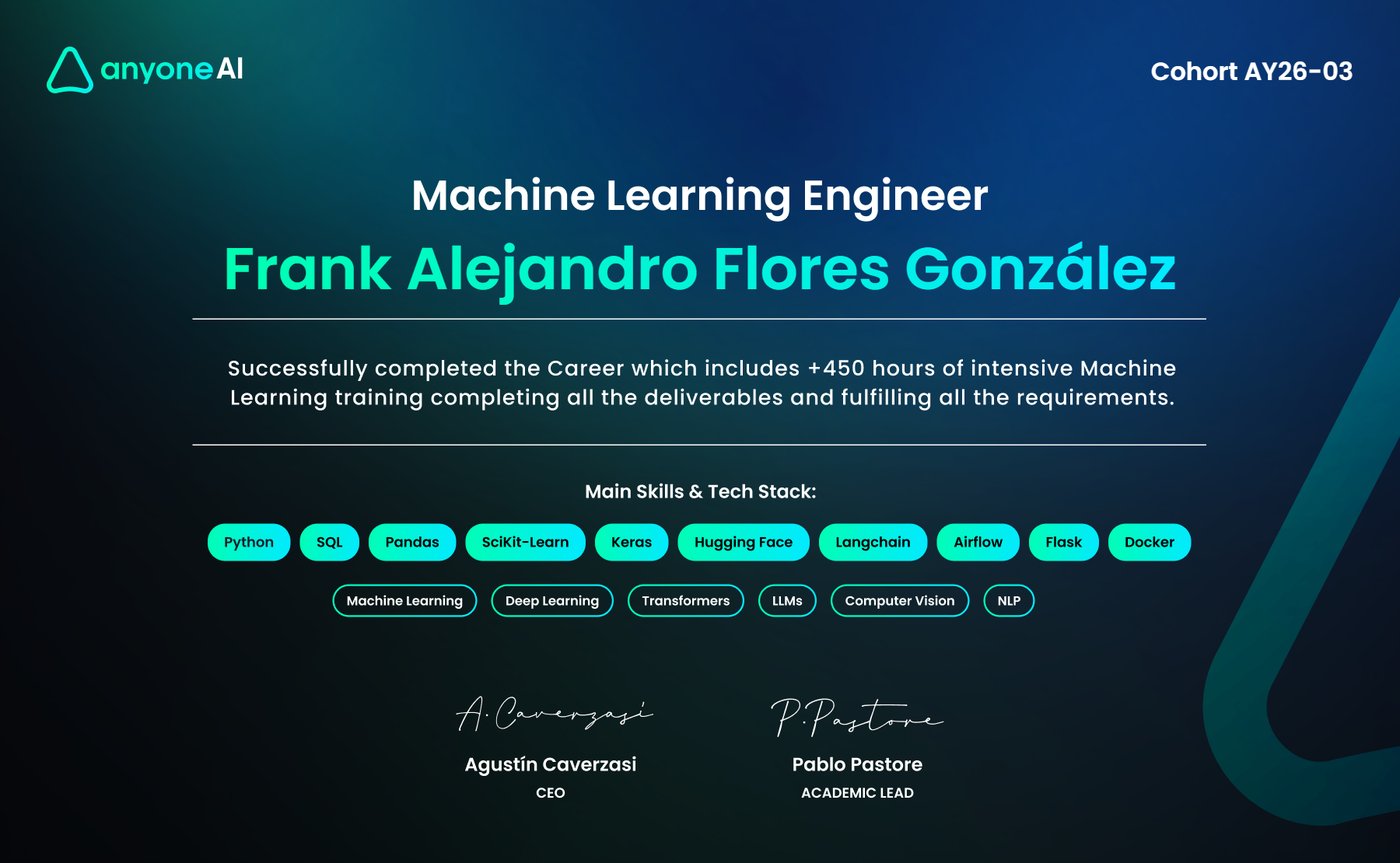 anyone AI
Cohort AY26-03
Machine Learning Engineer
Frank Alejandro Flores González
Successfully completed the Career which includes +450 hours of intensive Machine
Learning training completing all the deliverables and fulfilling all the requirements.
Main Skills & Tech Stack:
Python SQL Pandas SciKit-Learn Keras Hugging Face Langchain Airflow Flask Docker
Machine Learning Deep Learning Transformers LLMs Computer Vision NLP
A. Caverzasi P. Pastore
Agustín Caverzasi Pablo Pastore
CEO ACADEMIC LEAD